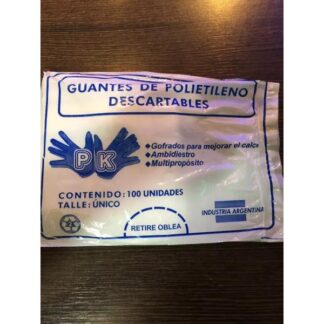 GUANTES DE POLIETILENO
DESCARTABLES
PK
Gofrados para mejorar el calce
Ambidiestro
Multipropósito
CONTENIDO: 100 UNIDADES
TALLE: ÚNICO
INDUSTRIA ARGENTINA
RETIRE OBLEA